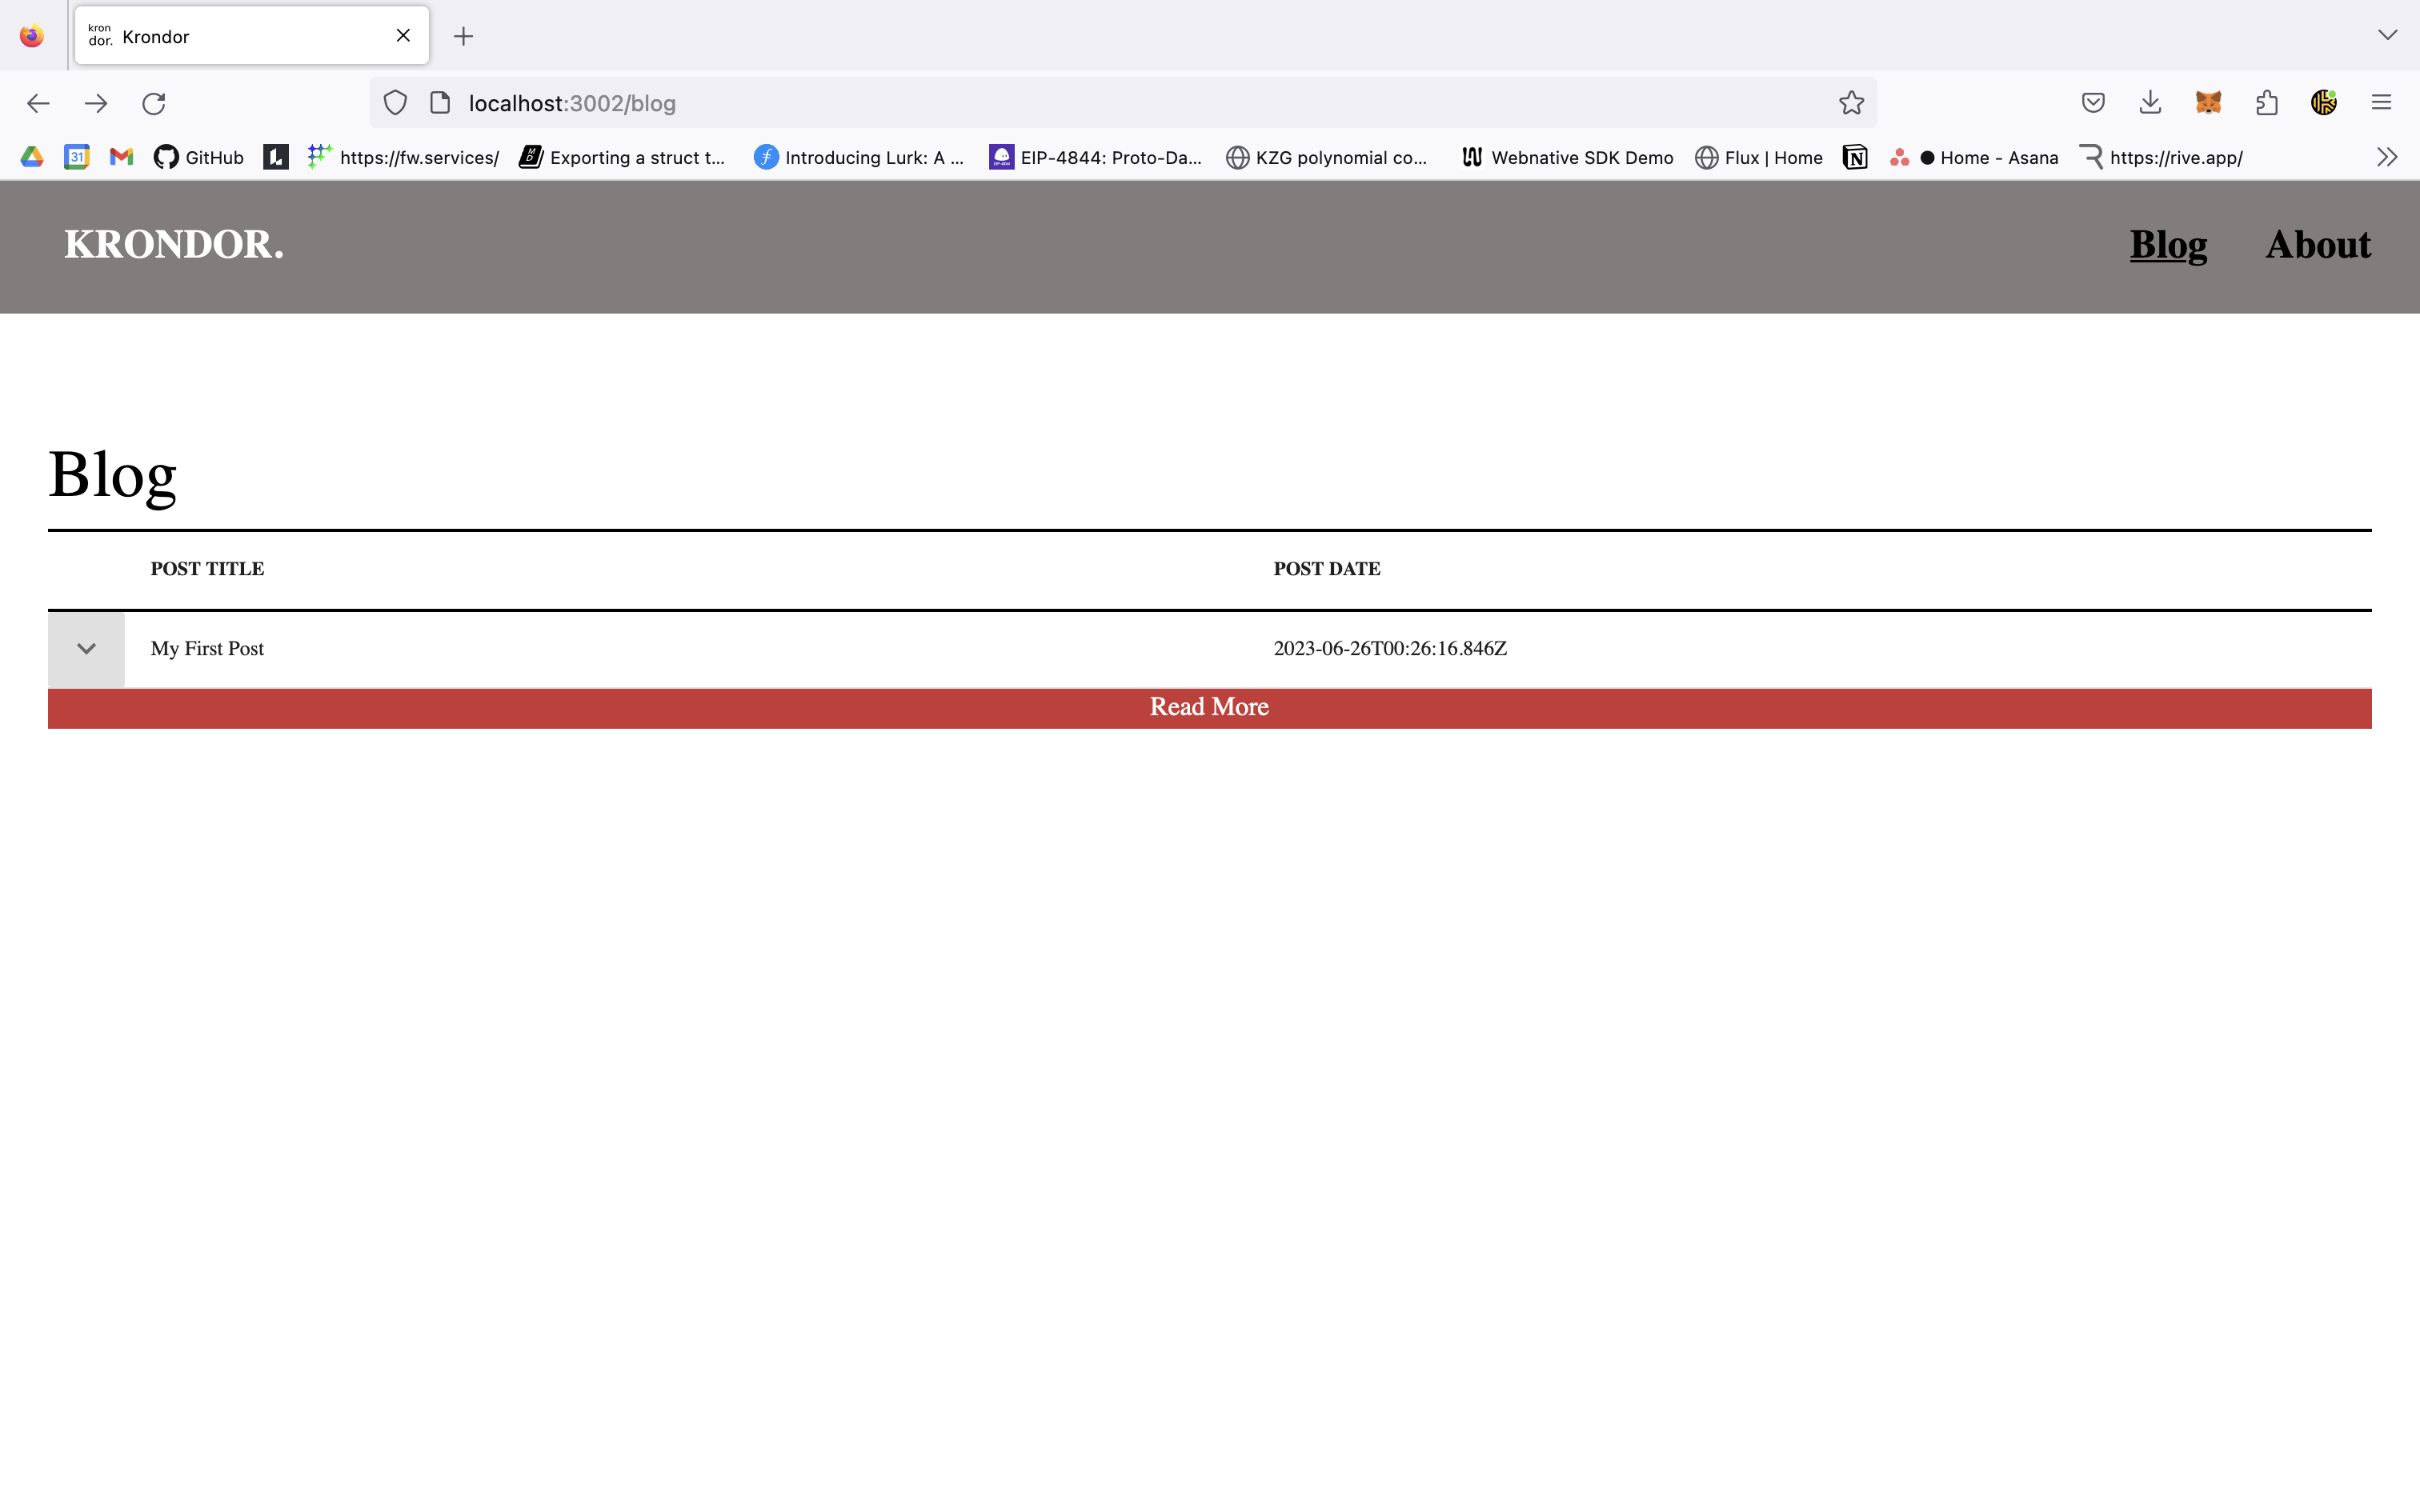 kron
dor. Krondor
localhost:3002/blog
31 GitHub https://fw.services/ Exporting a struct t... Introducing Lurk: A ... EIP-4844: Proto-Da... KZG polynomial co... Webnative SDK Demo Flux | Home Home - Asana https://rive.app/
KRONDOR. Blog About
Blog
POST TITLE POST DATE
My First Post 2023-06-26T00:26:16.846Z
Read More